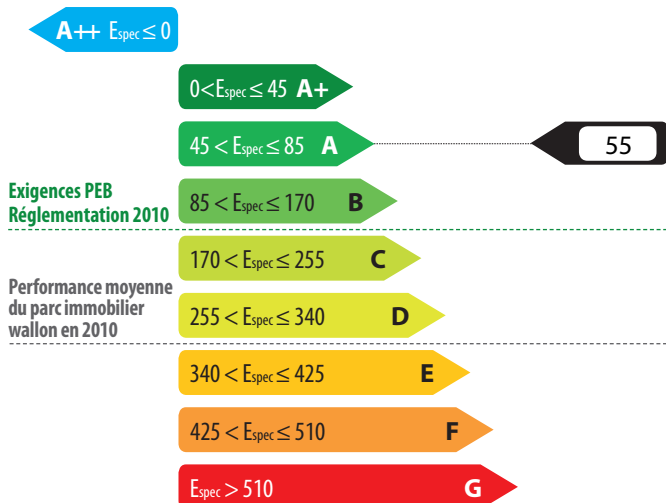 A++ Espec ≤ 0
0 < Espec ≤ 45 A+
45 < Espec ≤ 85 A
55
Exigences PEB
Réglementation 2010
85 < Espec ≤ 170 B
170 < Espec ≤ 255 C
Performance moyenne
du parc immobilier
wallon en 2010
255 < Espec ≤ 340 D
340 < Espec ≤ 425 E
425 < Espec ≤ 510 F
Espec > 510 G